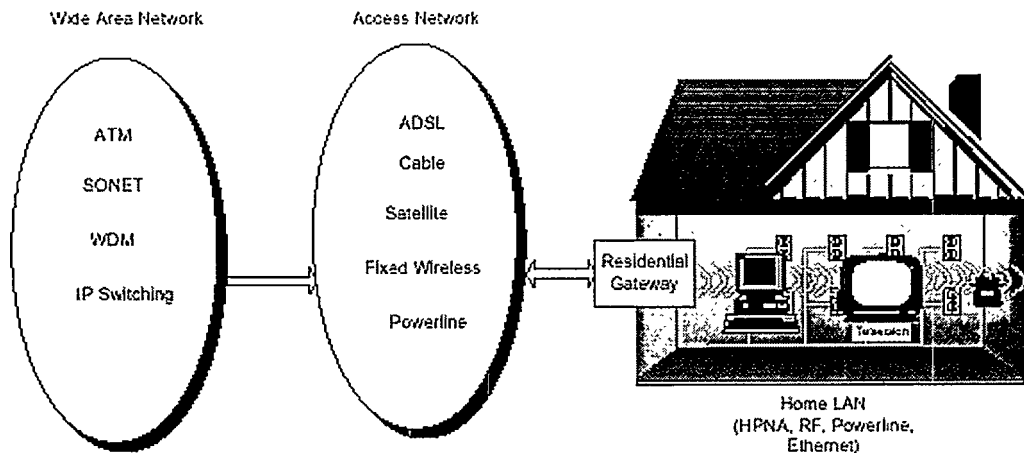 Wide Area Network
Access Network
ATM
SONET
WDM
IP Switching
ADSL
Cable
Satellite
Fixed Wireless
Powerline
Residential
Gateway
Home LAN
(HPNA, RF, Powerline,
Ethernet)